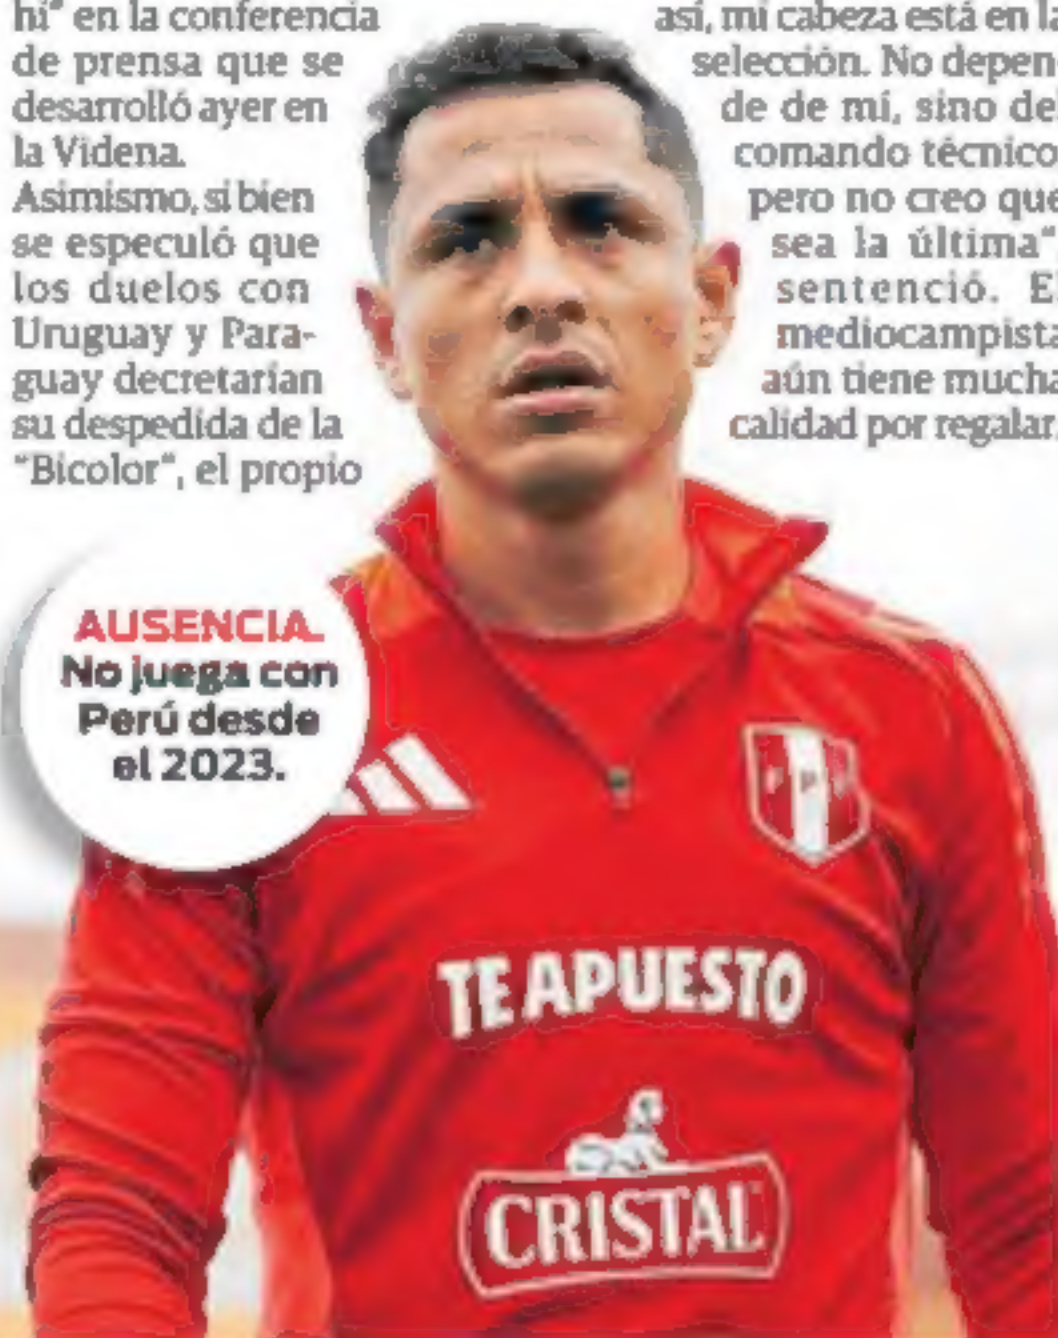 hi" en la conferencia
de prensa que se
desarrolló ayer en
la Videna.
Asimismo, si bien
se especuló que
los duelos con
Uruguay y Para-
guay decretarían
su despedida de la
"Bicolor", el propio
así, mi cabeza está en la
selección. No depen-
de de mí, sino del
comando técnico,
pero no creo que
sea la última",
sentenció. El
mediocampista
aún tiene mucha
calidad por regalar.
AUSENCIA.
No juega con
Perú desde
el 2023.
FPF
TE APUESTO
CRISTAL